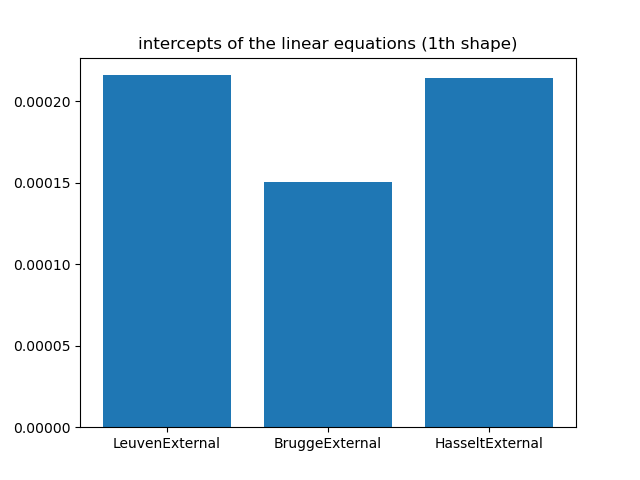 intercepts of the linear equations (1th shape)
0.00020
0.00015
0.00010
0.00005
0.00000
LeuvenExternal
BruggeExternal
HasseltExternal